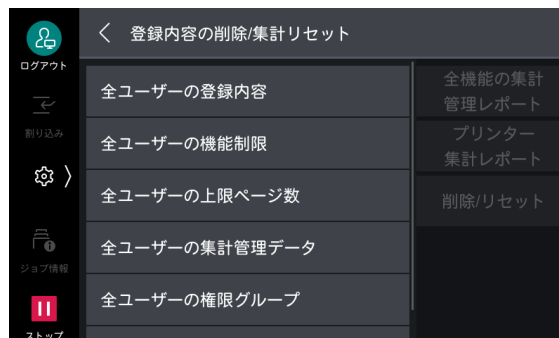 登録内容の削除/集計リセット
ログアウト
割り込み
ジョブ情報
ストップ
全ユーザーの登録内容
全ユーザーの機能制限
全ユーザーの上限ページ数
全ユーザーの集計管理データ
全ユーザーの権限グループ
全機能の集計
管理レポート
プリンター
集計レポート
削除/リセット